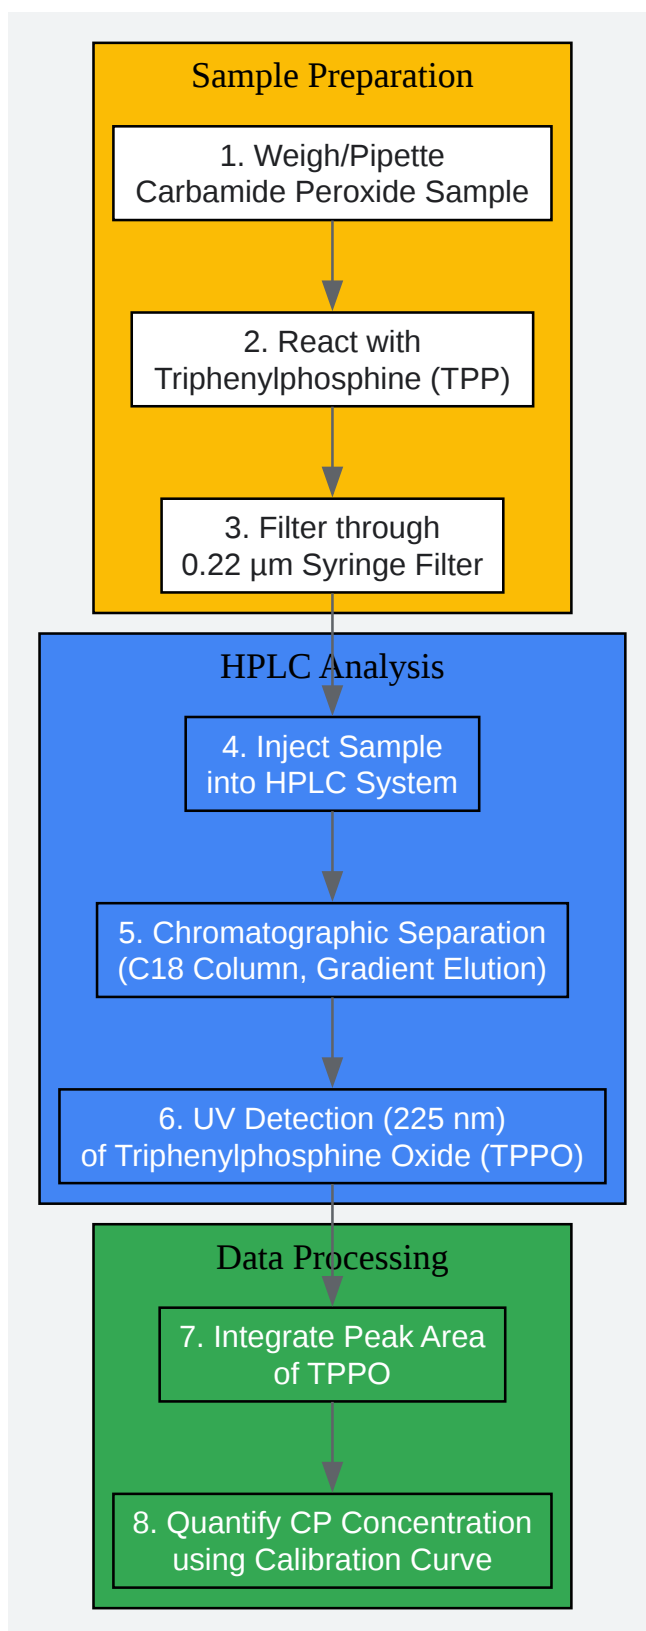 Sample Preparation
1. Weigh/Pipette
Carbamide Peroxide Sample
2. React with
Triphenylphosphine (TPP)
3. Filter through
0.22 µm Syringe Filter
HPLC Analysis
4. Inject Sample
into HPLC System
5. Chromatographic Separation
(C18 Column, Gradient Elution)
6. UV Detection (225 nm)
of Triphenylphosphine Oxide (TPPO)
Data Processing
7. Integrate Peak Area
of TPPO
8. Quantify CP Concentration
using Calibration Curve